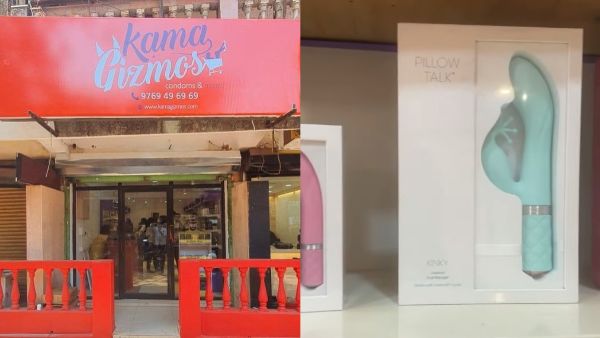 kama
Gizmos
condoms &
9769 49 69 69
www.kamagizmos.com
PILLOW
TALK
KINKY